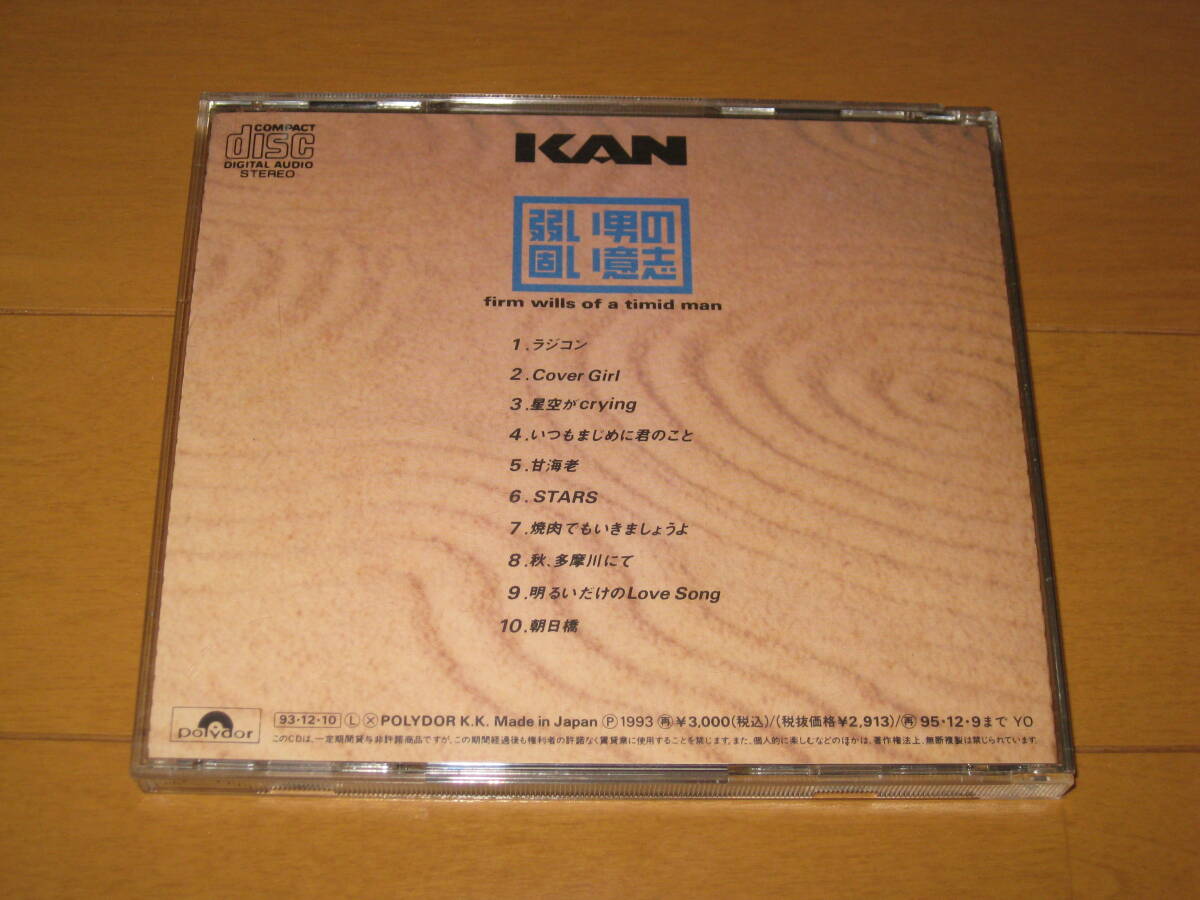 COMPACT
disc
DIGITAL AUDIO
STEREO
KAN
弱い男の
固い意志
firm wills of a timid man
1.ラジコン
2.Cover Girl
3.星空がcrying
4.いつもまじめに君のこと
5.甘海老
6.STARS
7.焼肉でもいきましょうよ
8.秋、多摩川にて
9.明るいだけのLove Song
10.朝日橋
polydor
93・12・10 Ⓛ Ⓧ POLYDOR K.K. Made in Japan Ⓟ 1993 ㊝¥3,000(税込)/(税抜価格¥2,913)/㊝95・12・9まで YO
このCDは、一定期間貸与非許諾商品ですが、この期間経過後も権利者の許諾なく賃貸業に使用することを禁じます。また、個人的に楽しむなどのほかは、著作権法上、無断複製は禁じられています。